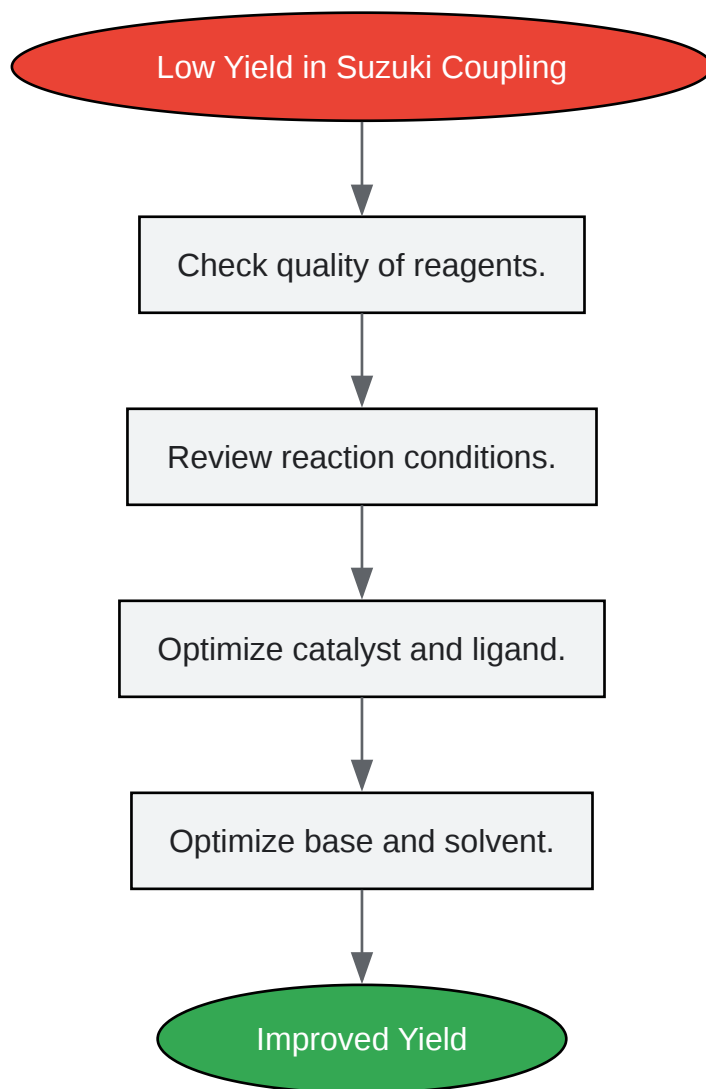 Low Yield in Suzuki Coupling
Check quality of reagents.
Review reaction conditions.
Optimize catalyst and ligand.
Optimize base and solvent.
Improved Yield